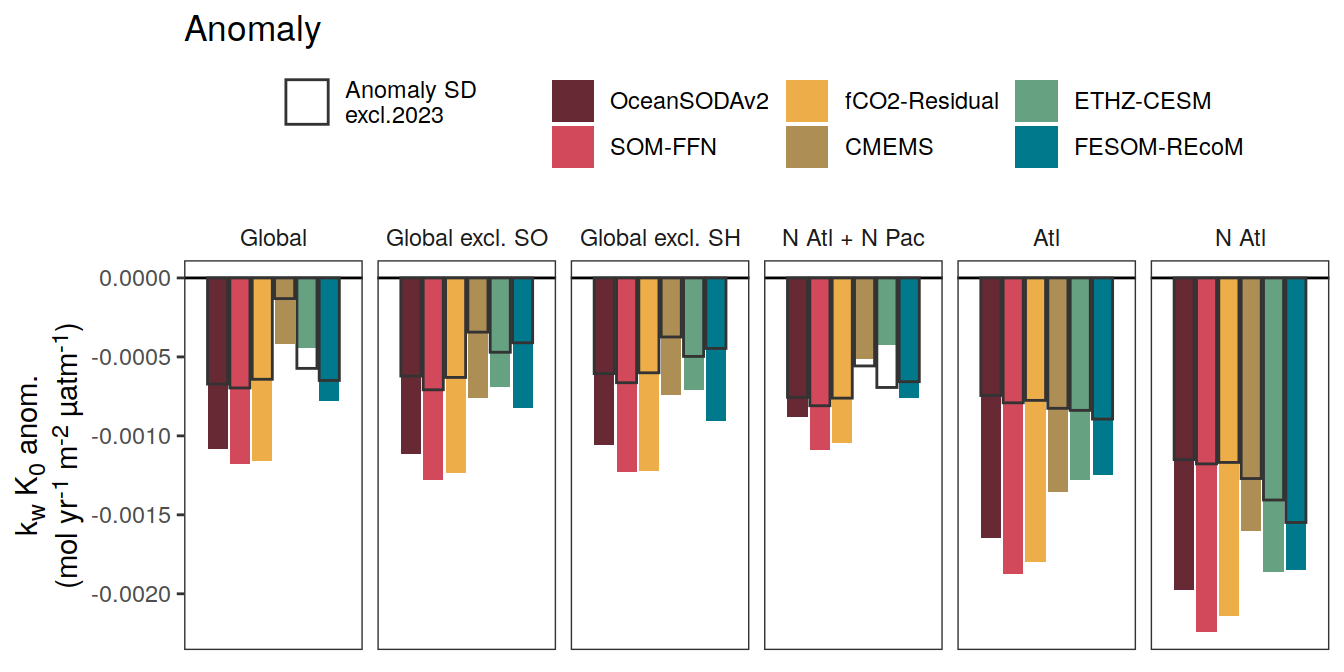 Anomaly
Anomaly SD
excl.2023
OceanSODAv2
fCO2-Residual
ETHZ-CESM
SOM-FFN
CMEMS
FESOM-REcoM
Global
Global excl. SO
Global excl. SH
N Atl + N Pac
Atl
N Atl
0.0000
-0.0005
-0.0010
-0.0015
-0.0020
kw K0 anom.
(mol yr-1 m-2 µatm-1)